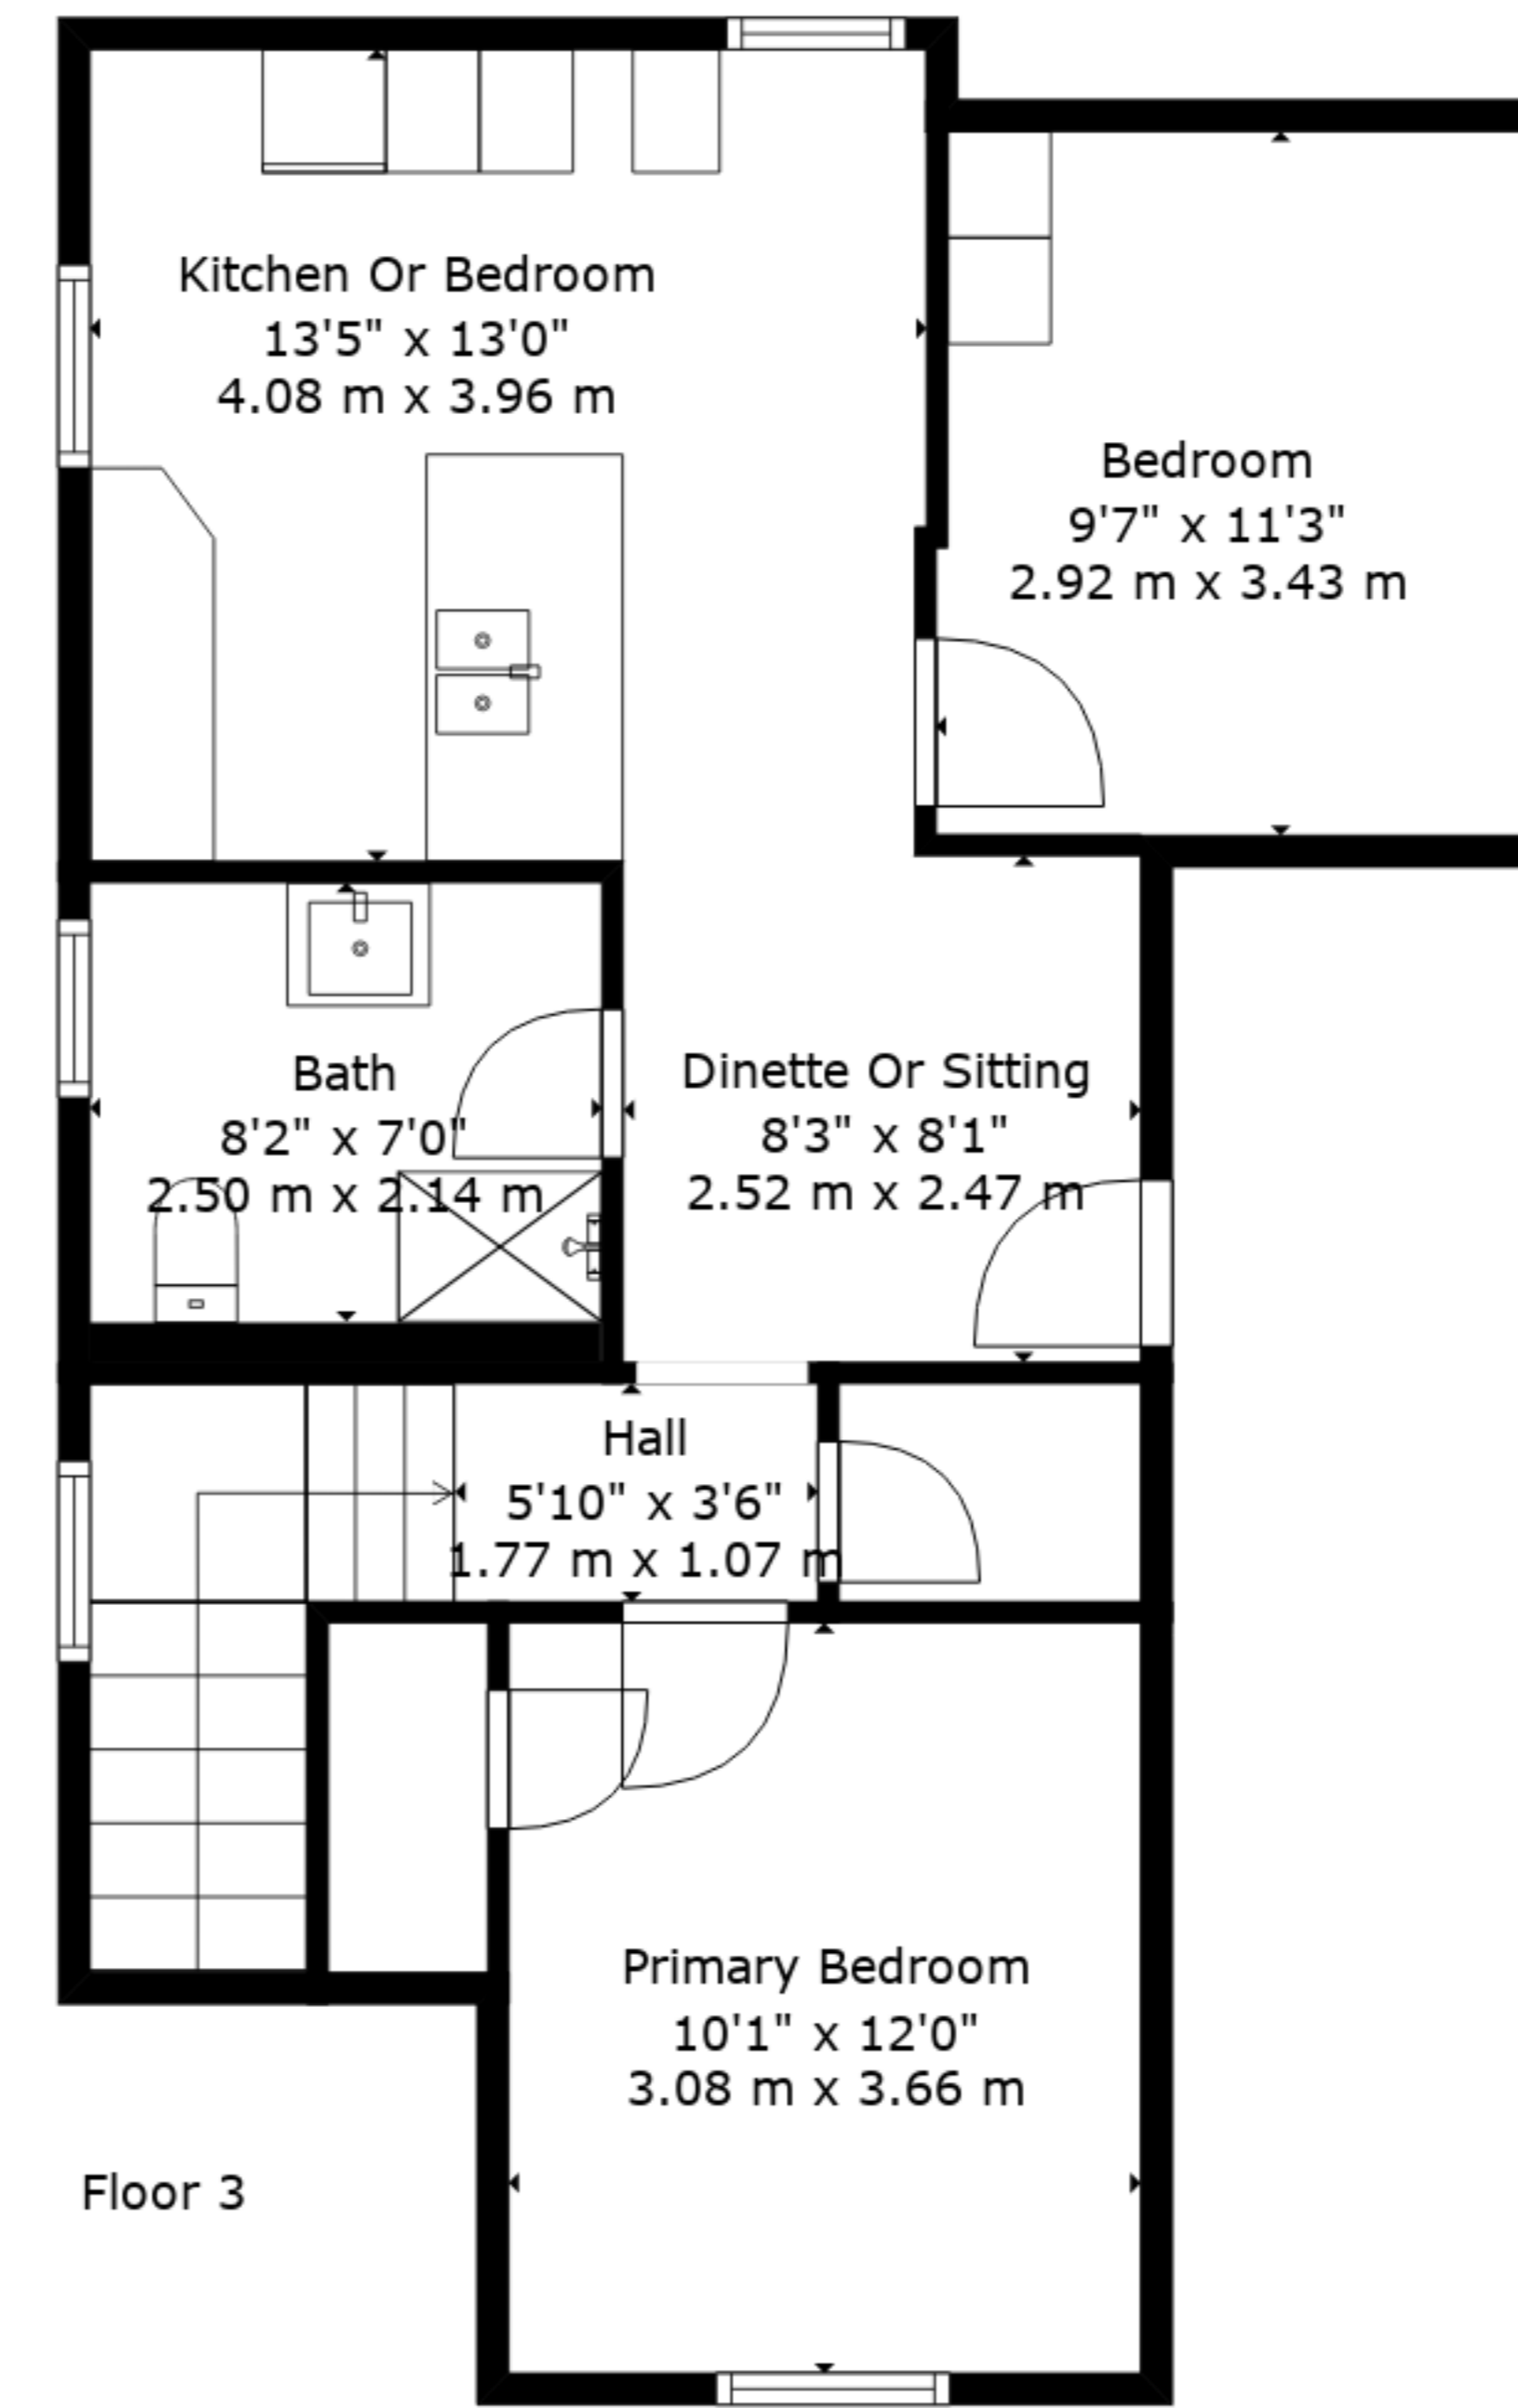 Kitchen Or Bedroom
13'5" x 13'0"
4.08 m x 3.96 m
Bedroom
9'7" x 11'3"
2.92 m x 3.43 m
Bath
8'2" x 7'0"
2.50 m x 2.14 m
Dinette Or Sitting
8'3" x 8'1"
2.52 m x 2.47 m
Hall
5'10" x 3'6"
1.77 m x 1.07 m
Primary Bedroom
10'1" x 12'0"
3.08 m x 3.66 m
Floor 3